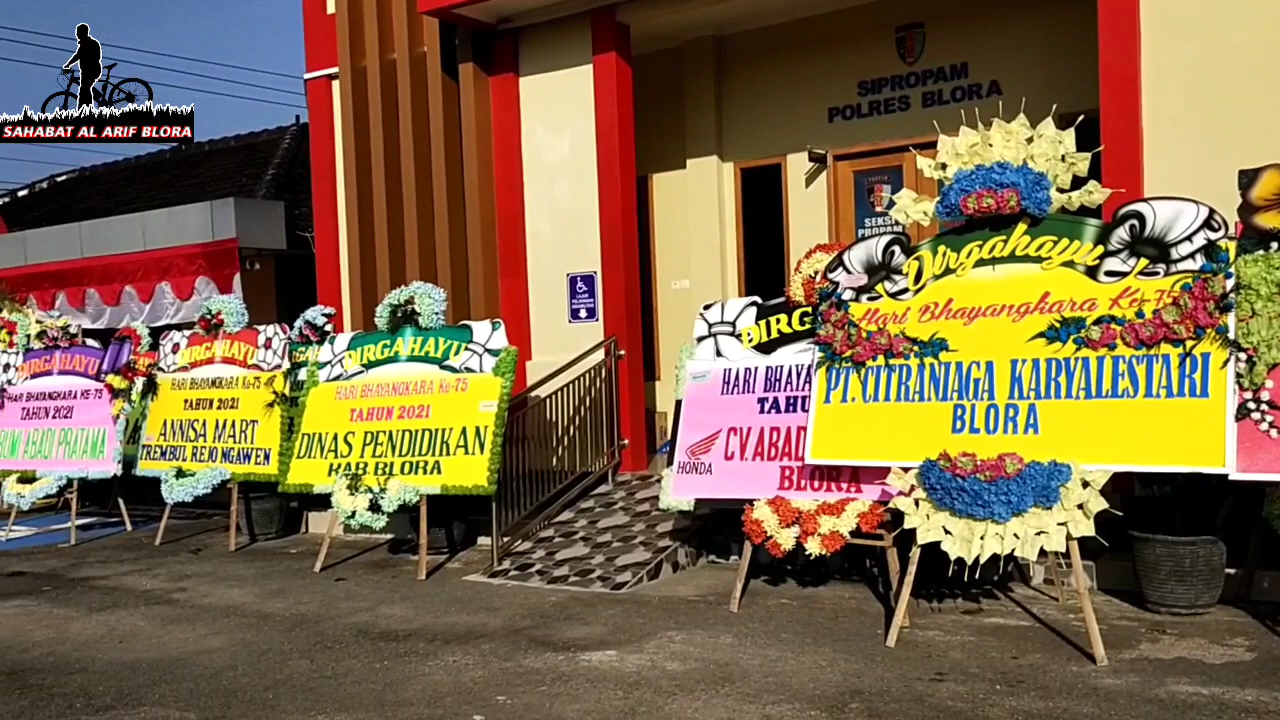 SAHABAT AL ARIF BLORA
SIPROPAM
POLRES BLORA
SEKSI
PROPAM
DIRGAHAYU
HARI BHAYANGKARA KE-75
TAHUN 2021
BUMI ABADI PRATAMA
DIRGAHAYU
HARI BHAYANGKARA Ke-75
TAHUN 2021
ANNISA MART
TREMBUL REJO NGAWEN
DIRGAHAYU
HARI BHAYANGKARA Ke-75
TAHUN 2021
DINAS PENDIDIKAN
KAB. BLORA
DIRG
HARI BHAYA
TAHU
HONDA
CV. ABAD
BLORA
Dirgahayu
Hari Bhayangkara Ke-75
PT. CITRANIAGA KARYALESTARI
BLORA